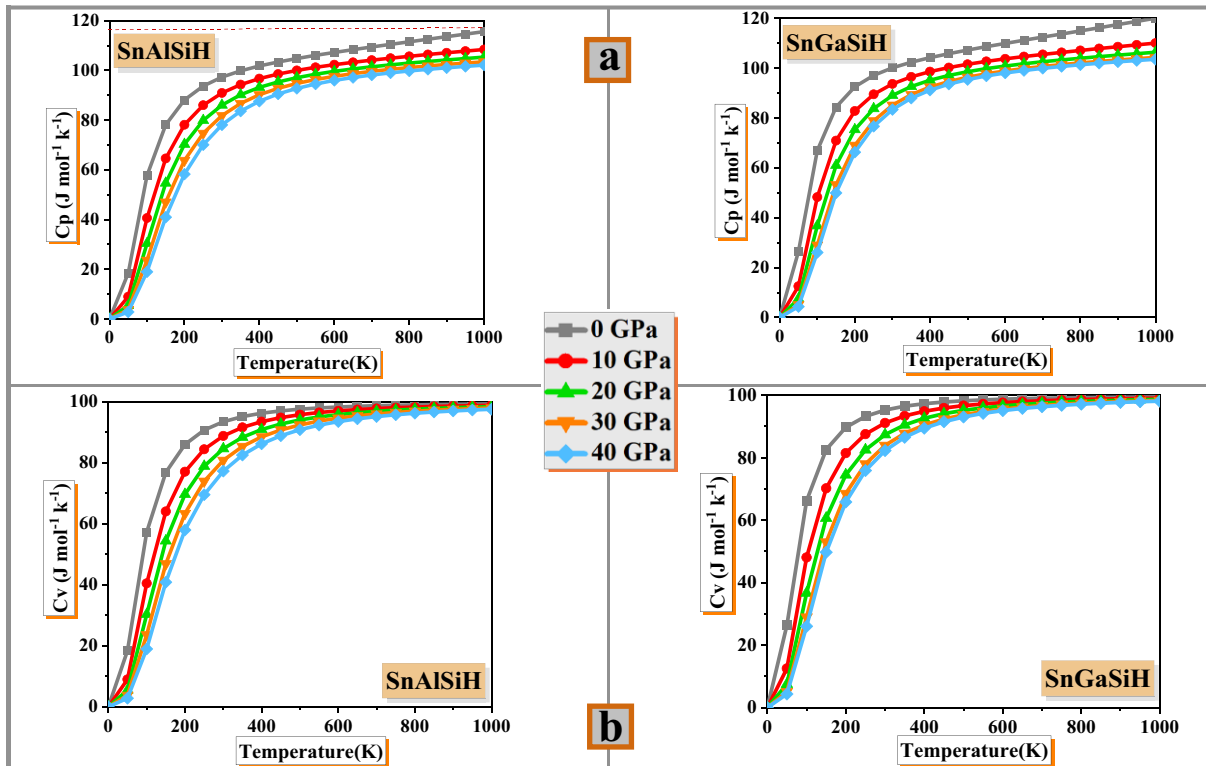 SnAlSiH
120
100
80
60
40
20
0
Cp (J mol⁻¹ k⁻¹)
0 200 400 600 800 1000
Temperature(K)
a
SnGaSiH
120
100
80
60
40
20
0
Cp (J mol⁻¹ k⁻¹)
0 200 400 600 800 1000
Temperature(K)
0 GPa
10 GPa
20 GPa
30 GPa
40 GPa
100
80
60
40
20
0
Cv (J mol⁻¹ k⁻¹)
SnAlSiH
0 200 400 600 800 1000
Temperature(K)
b
100
80
60
40
20
0
Cv (J mol⁻¹ k⁻¹)
SnGaSiH
0 200 400 600 800 1000
Temperature(K)